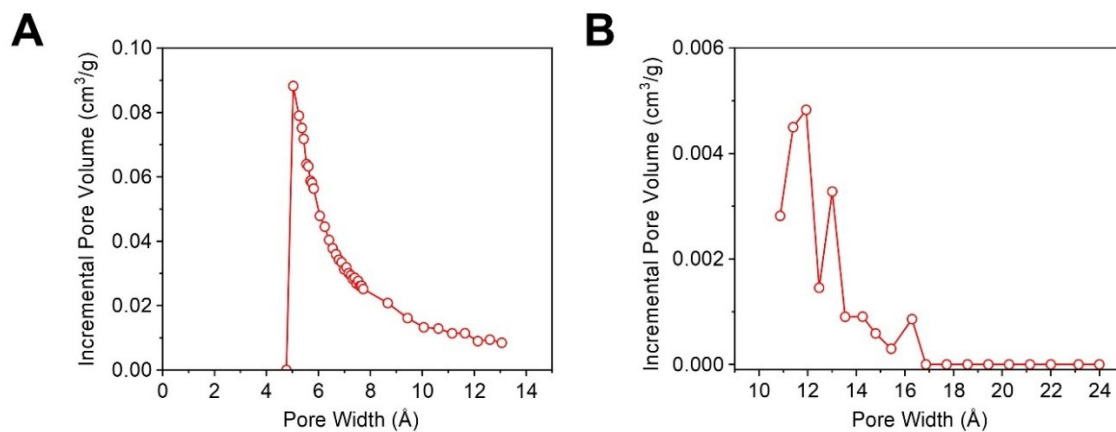 A
Incremental Pore Volume (cm³/g)
0.10
0.08
0.06
0.04
0.02
0.00
0 2 4 6 8 10 12 14
Pore Width (Å)
B
Incremental Pore Volume (cm³/g)
0.006
0.004
0.002
0.000
10 12 14 16 18 20 22 24
Pore Width (Å)